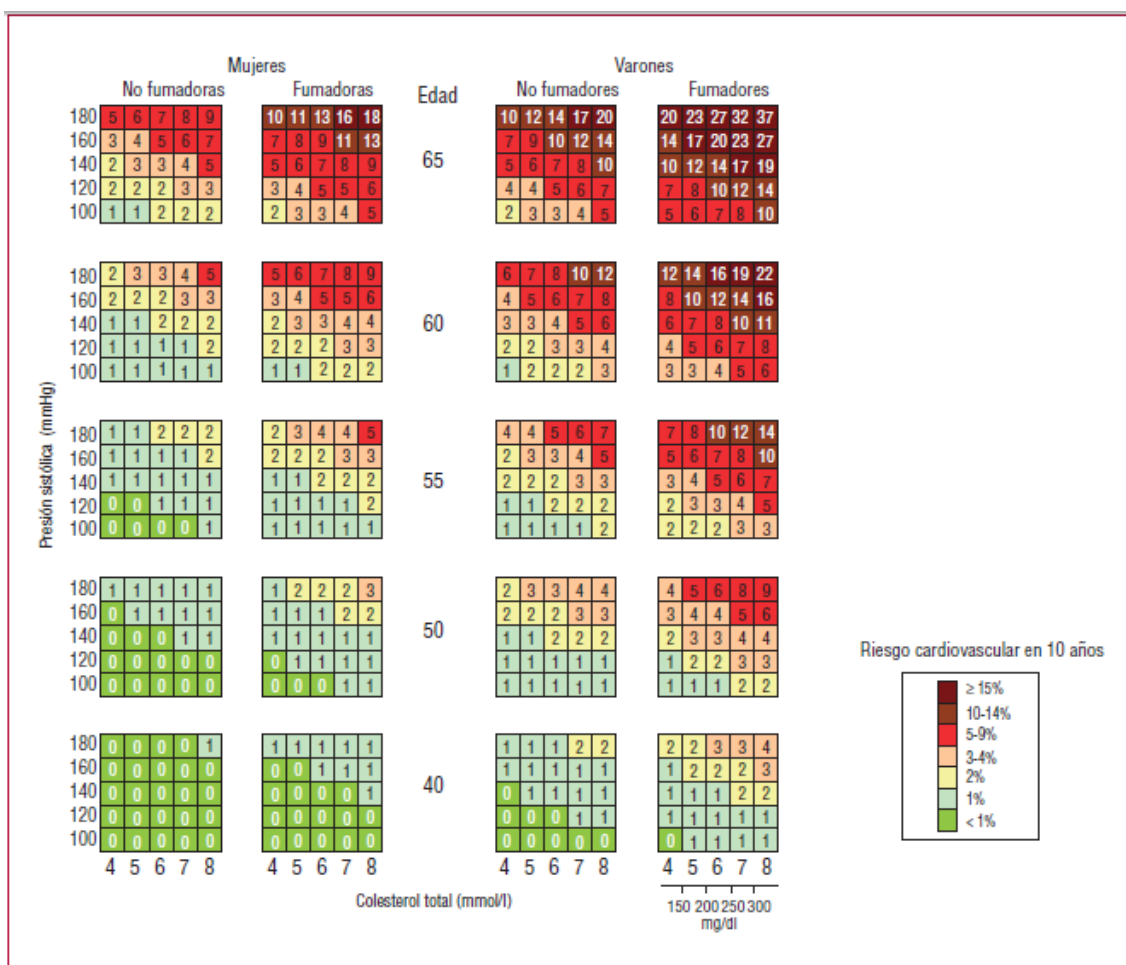 Mujeres Varones
No fumadoras Fumadoras Edad No fumadores Fumadores
180 5 6 7 8 9 10 11 13 16 18 10 12 14 17 20 20 23 27 32 37
160 3 4 5 6 7 7 8 9 11 13 65 7 9 10 12 14 14 17 20 23 27
140 2 3 3 4 5 5 6 7 8 9 5 6 7 8 10 10 12 14 17 19
120 2 2 2 3 3 3 4 5 5 6 4 4 5 6 7 7 8 10 12 14
100 1 1 2 2 2 2 3 3 4 5 2 3 3 4 5 5 6 7 8 10
180 2 3 3 4 5 5 6 7 8 9 6 7 8 10 12 12 14 16 19 22
160 2 2 2 3 3 3 4 5 5 6 4 5 6 7 8 8 10 12 14 16
140 1 1 2 2 2 2 3 3 4 4 60 3 3 4 5 6 6 7 8 10 11
120 1 1 1 1 2 2 2 2 3 3 2 2 3 3 4 4 5 6 7 8
100 1 1 1 1 1 1 1 2 2 2 1 2 2 2 3 3 3 4 5 6
Presión sistólica (mmHg)
180 1 1 2 2 2 2 3 4 4 5 4 4 5 6 7 7 8 10 12 14
160 1 1 1 1 2 2 2 2 3 3 2 3 3 4 5 5 6 7 8 10
140 1 1 1 1 1 1 1 2 2 2 55 2 2 2 3 3 3 4 5 6 7
120 0 0 1 1 1 1 1 1 1 2 1 1 2 2 2 2 3 3 4 5
100 0 0 0 0 1 1 1 1 1 1 1 1 1 1 2 2 2 2 3 3
180 1 1 1 1 1 1 2 2 2 3 2 3 3 4 4 4 5 6 8 9
160 0 1 1 1 1 1 1 1 2 2 2 2 2 3 3 3 4 4 5 6
140 0 0 0 1 1 1 1 1 1 1 50 1 1 2 2 2 2 3 3 4 4
120 0 0 0 0 0 0 1 1 1 1 1 1 1 1 1 1 2 2 3 3
100 0 0 0 0 0 0 0 0 1 1 1 1 1 1 1 1 1 1 2 2
Riesgo cardiovascular en 10 años
≥ 15%
10-14%
5-9%
3-4%
2%
1%
< 1%
180 0 0 0 0 1 1 1 1 1 1 1 1 1 2 2 2 2 3 3 4
160 0 0 0 0 0 0 0 1 1 1 1 1 1 1 1 1 2 2 2 3
140 0 0 0 0 0 0 0 0 0 1 40 0 1 1 1 1 1 1 1 2 2
120 0 0 0 0 0 0 0 0 0 0 0 0 0 1 1 1 1 1 1 1
100 0 0 0 0 0 0 0 0 0 0 0 0 0 0 0 0 1 1 1 1
4 5 6 7 8 4 5 6 7 8 4 5 6 7 8 4 5 6 7 8
Colesterol total (mmol/l)
150 200 250 300
mg/dl